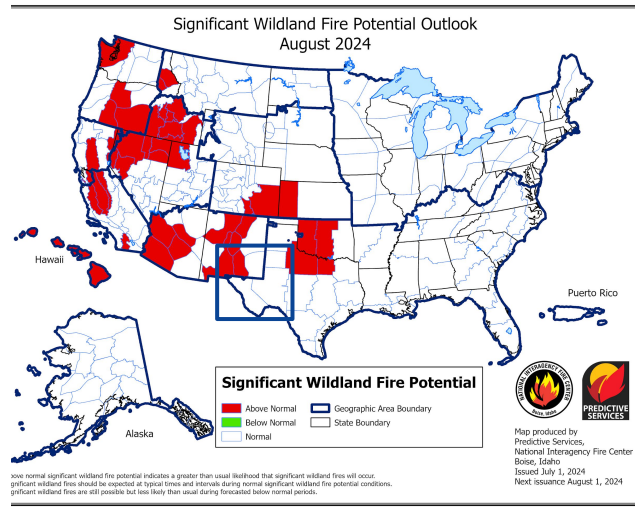 Significant Wildland Fire Potential Outlook
August 2024
Hawaii
Puerto Rico
Alaska
Significant Wildland Fire Potential
Above Normal
Below Normal
Normal
Geographic Area Boundary
State Boundary
NATIONAL INTERAGENCY FIRE CENTER
Boise, Idaho
PREDICTIVE
SERVICES
Map produced by
Predictive Services,
National Interagency Fire Center
Boise, Idaho
Issued July 1, 2024
Next issuance August 1, 2024
ove normal significant wildland fire potential indicates a greater than usual likelihood that significant wildland fires will occur.
gnificant wildland fires should be expected at typical times and intervals during normal significant wildland fire potential conditions.
gnificant wildland fires are still possible but less likely than usual during forecasted below normal periods.